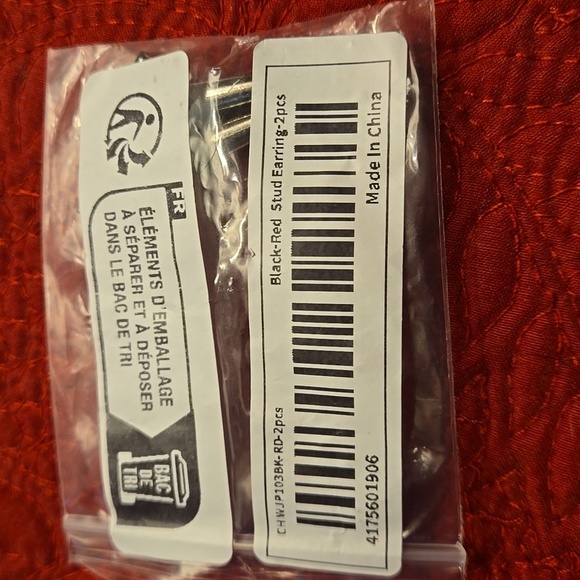 FR
ÉLÉMENTS D'EMBALLAGE
À SÉPARER ET À DÉPOSER
DANS LE BAC DE TRI
BAC
DE
TRI
CHWJP103BK-RD-2pcs
Black-Red Stud Earring-2pcs
4175601906
Made In China